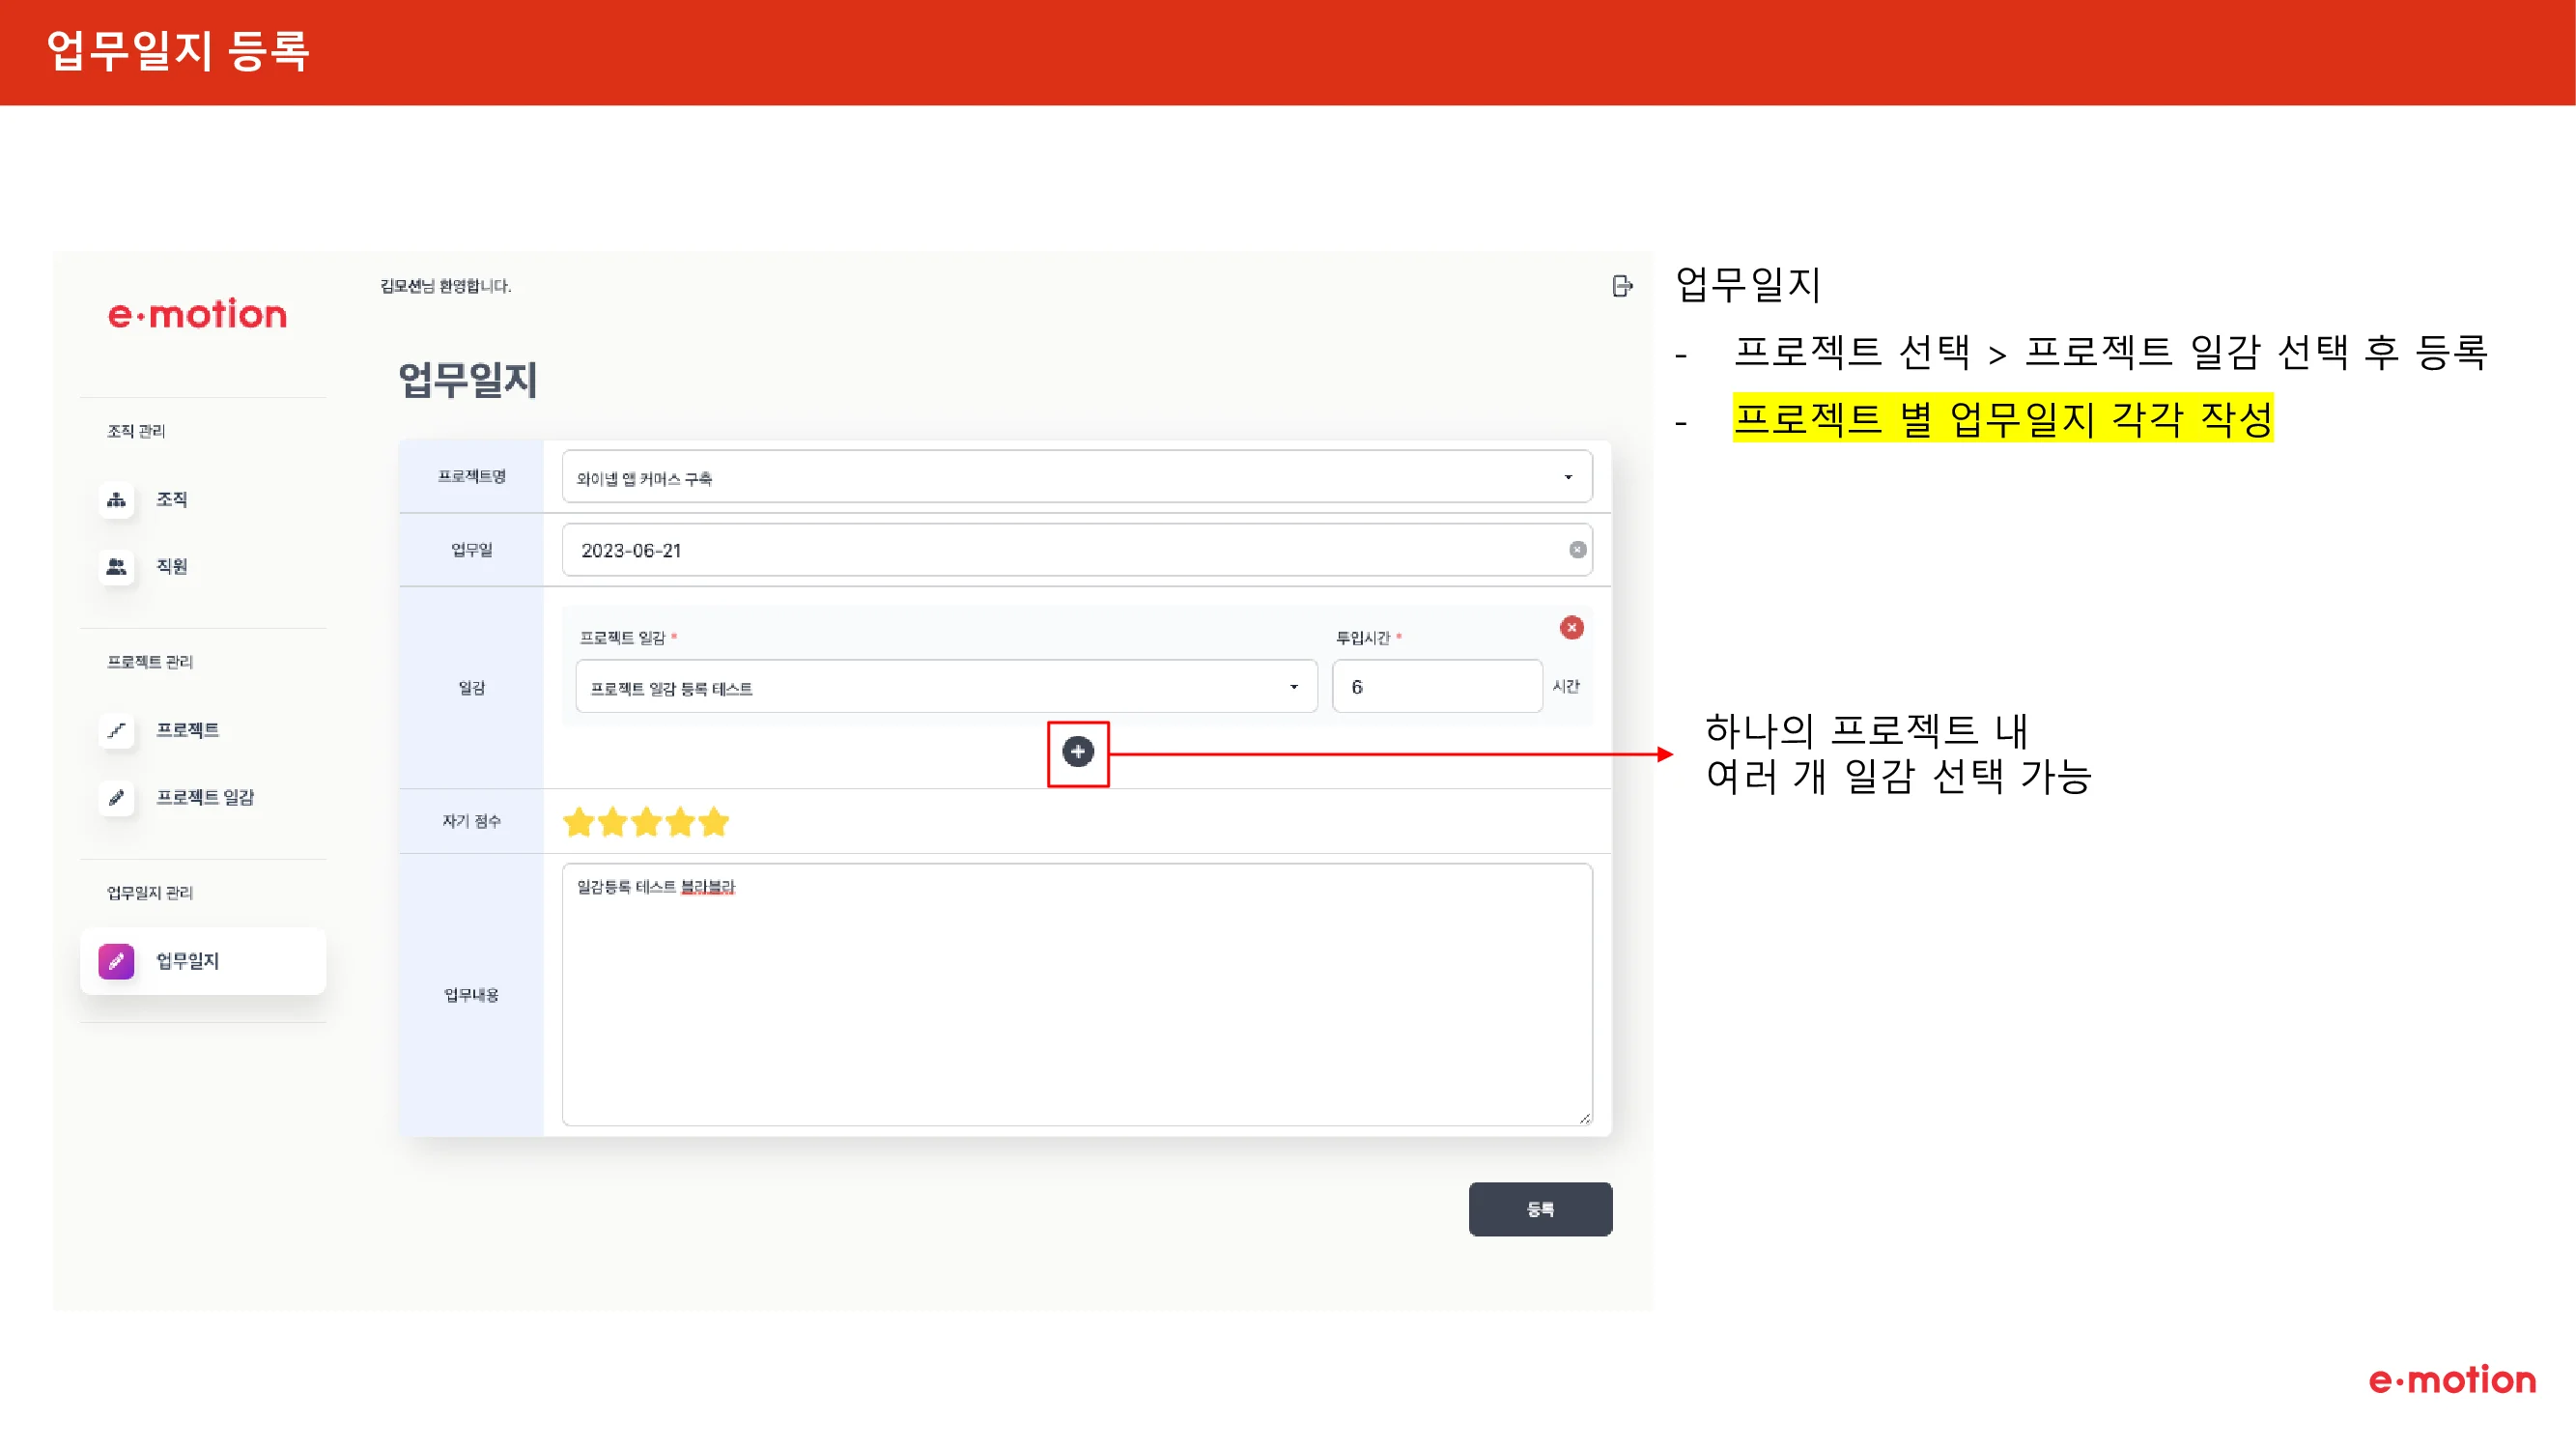 업무일지 등록
e·motion
김모션님 환영합니다.
조직 관리
조직
직원
프로젝트 관리
프로젝트
프로젝트 일감
업무일지 관리
업무일지
업무일지
프로젝트명
와이넵 앱 커머스 구축
업무일
2023-06-21
일감
프로젝트 일감 *
투입시간 *
프로젝트 일감 등록 테스트
6
시간
자기 점수
업무내용
일감등록 테스트 블라블라
등록
업무일지
- 프로젝트 선택 > 프로젝트 일감 선택 후 등록
- 프로젝트 별 업무일지 각각 작성
하나의 프로젝트 내
여러 개 일감 선택 가능
e·motion